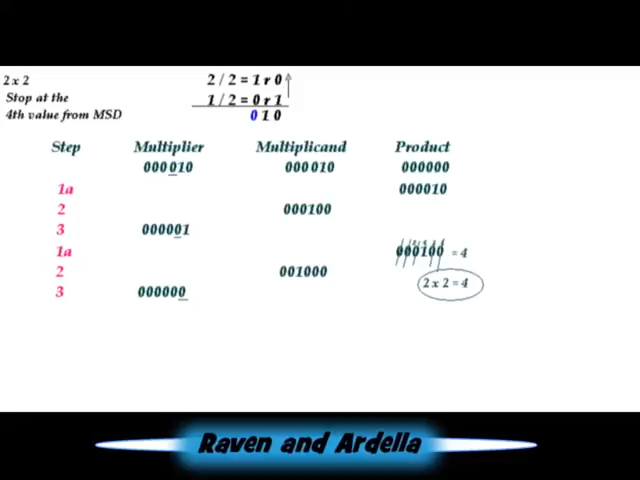 2 x 2
Stop at the
4th value from MSD
2 / 2 = 1 r 0
1 / 2 = 0 r 1
0 1 0
Step Multiplier Multiplicand Product
000010 000010 000000
1a 000010
2 000100
3 000001
1a 000100 = 4
2 001000
3 000000
2 x 2 = 4
Raven and Ardella